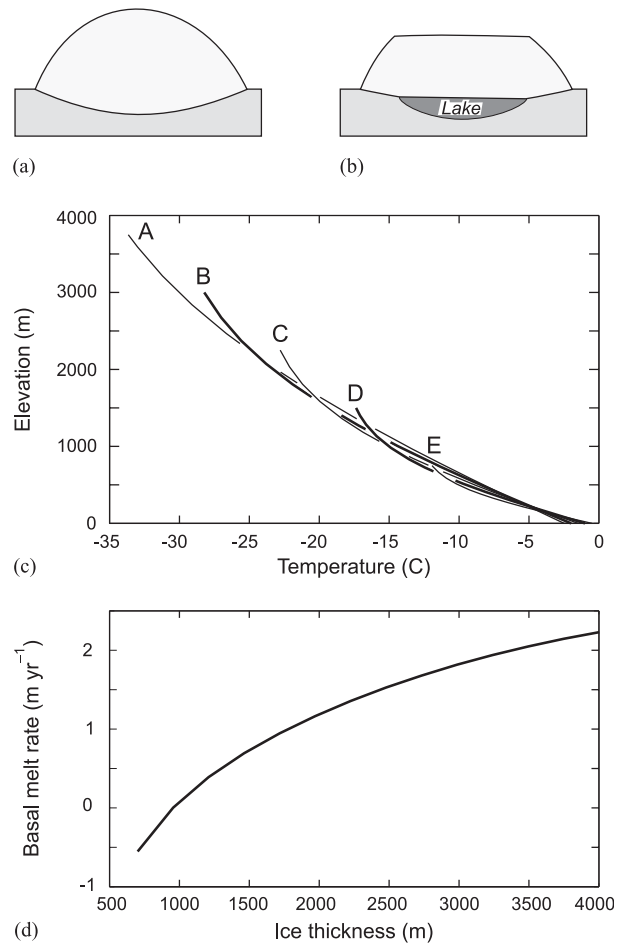 Lake
(a)
(b)
4000
3000
2000
1000
0
Elevation (m)
A
B
C
D
E
-35
-30
-25
-20
-15
-10
-5
0
Temperature (C)
(c)
2
1
0
-1
Basal melt rate (m yr⁻¹)
500
1000
1500
2000
2500
3000
3500
4000
Ice thickness (m)
(d)